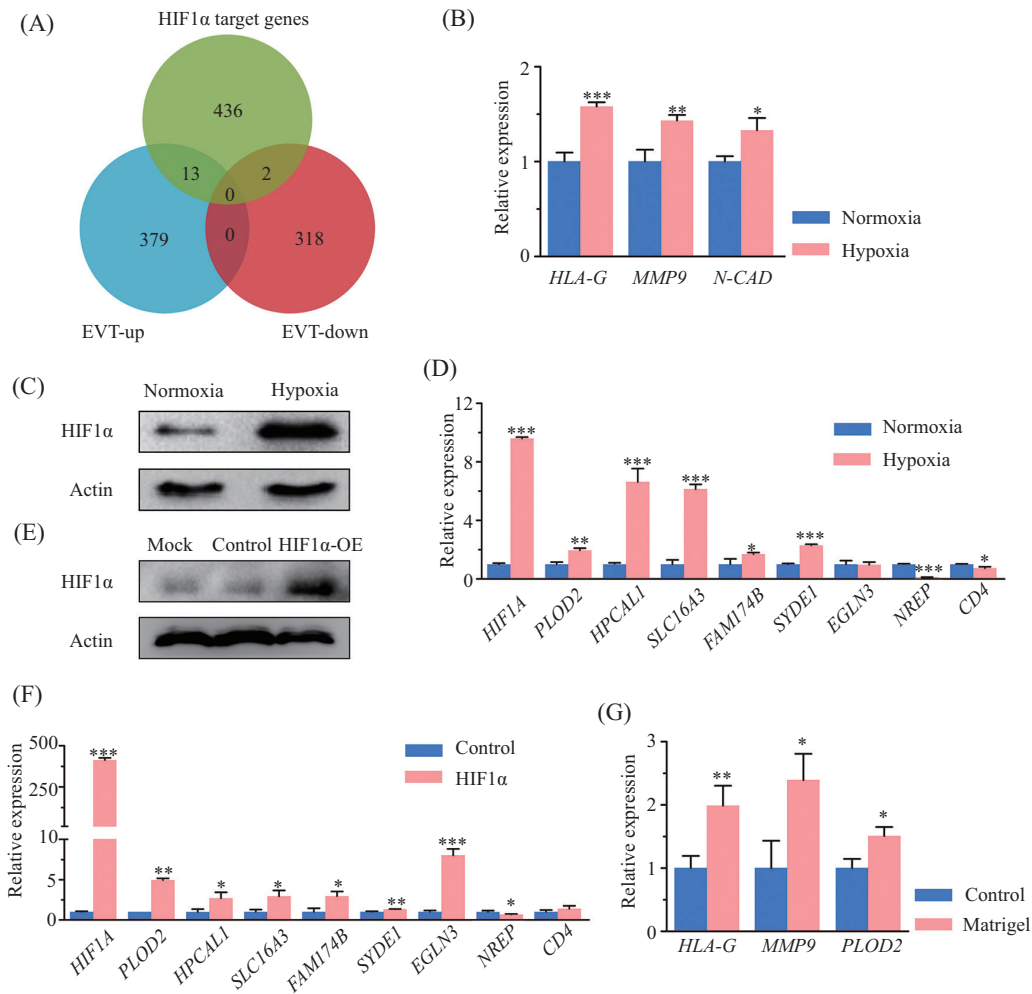 (A)
HIF1α target genes
436
13
2
0
379
0
318
EVT-up
EVT-down
(B)
Relative expression
2
1
0
***
**
*
Normoxia
Hypoxia
HLA-G
MMP9
N-CAD
(C)
Normoxia
Hypoxia
HIF1α
Actin
(D)
Relative expression
12
9
6
3
0
***
**
***
***
*
***
***
*
Normoxia
Hypoxia
HIF1A
PLOD2
HPCAL1
SLC16A3
FAM174B
SYDE1
EGLN3
NREP
CD4
(E)
Mock Control HIF1α-OE
HIF1α
Actin
(F)
Relative expression
500
250
10
5
0
***
**
*
*
*
**
***
*
Control
HIF1α
HIF1A
PLOD2
HPCAL1
SLC16A3
FAM174B
SYDE1
EGLN3
NREP
CD4
(G)
Relative expression
3
2
1
0
**
*
*
Control
Matrigel
HLA-G
MMP9
PLOD2